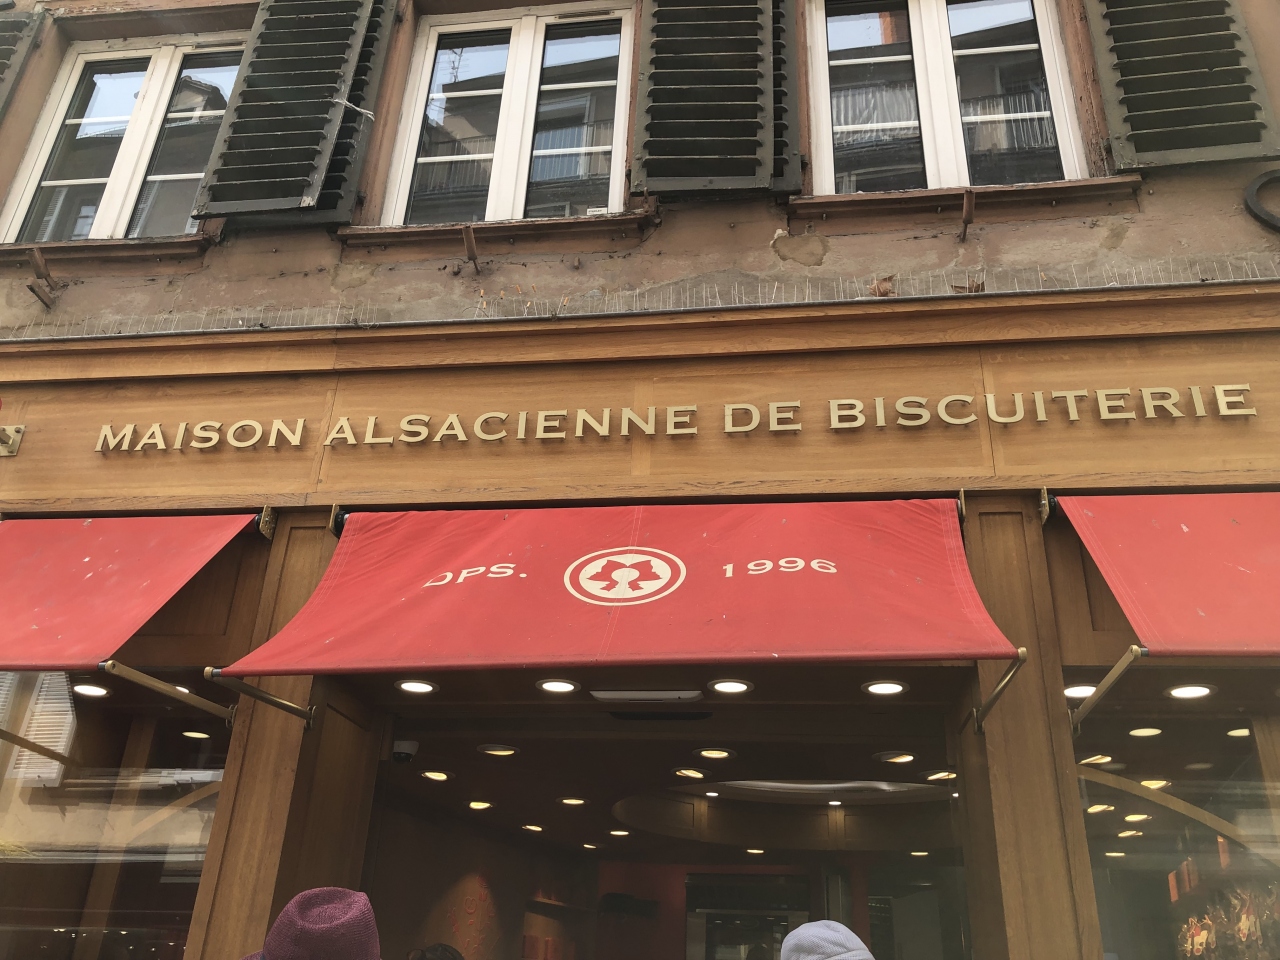 MAISON ALSACIENNE DE BISCUITERIE
DPS. 1996